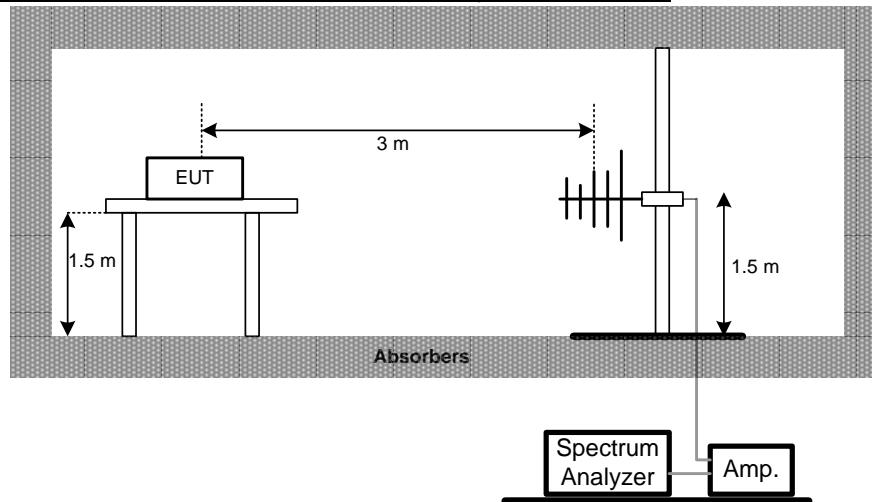 3 m
EUT
1.5 m
1.5 m
Absorbers
Spectrum
Analyzer
Amp.